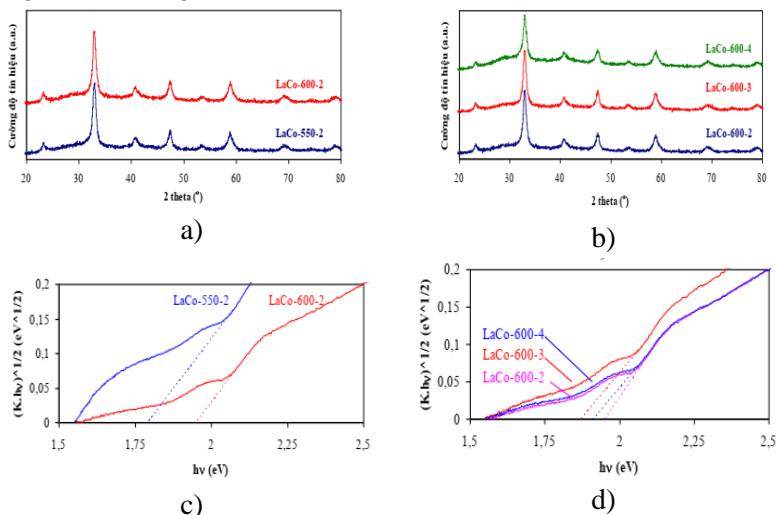 Cường độ tín hiệu (a.u.)
LaCo-600-2
LaCo-550-2
20 30 40 50 60 70 80
2 theta (°)
a)
Cường độ tín hiệu (a.u.)
LaCo-600-4
LaCo-600-3
LaCo-600-2
20 30 40 50 60 70 80
2 theta (°)
b)
(K.hν)^1/2 (eV^1/2)
0,2
0,15
0,1
0,05
0
LaCo-550-2
LaCo-600-2
1,5 1,75 2 2,25 2,5
hν (eV)
c)
(K.hν)^1/2 (eV^1/2)
0,2
0,15
0,1
0,05
0
LaCo-600-4
LaCo-600-3
LaCo-600-2
1,5 1,75 2 2,25 2,5
hν (eV)
d)